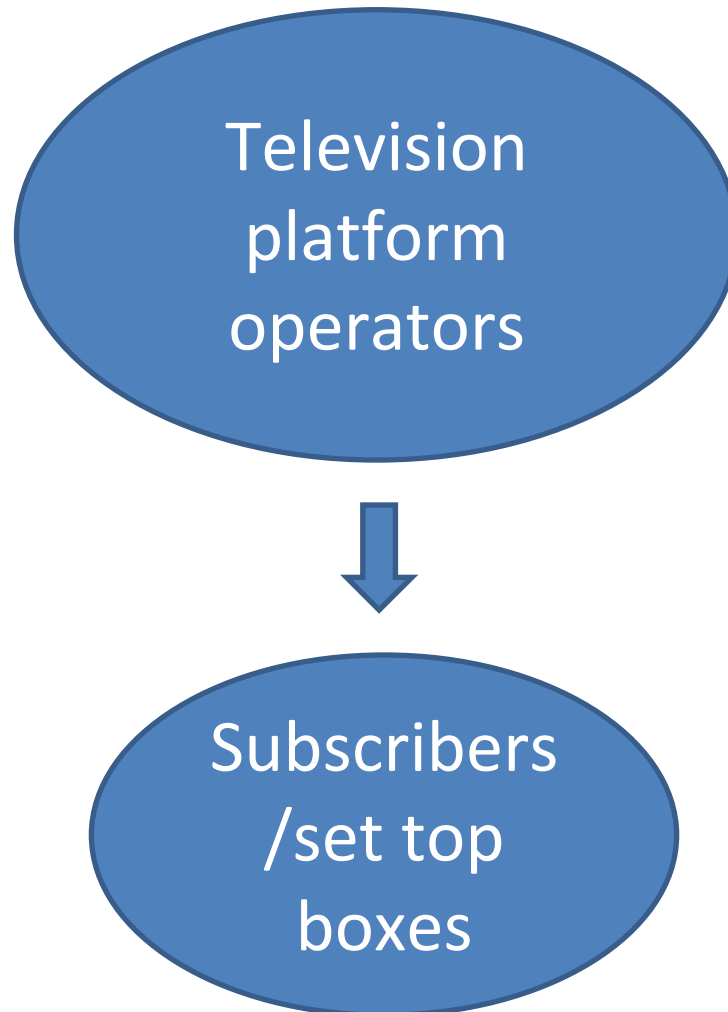 Television
platform
operators
Subscribers
/set top
boxes